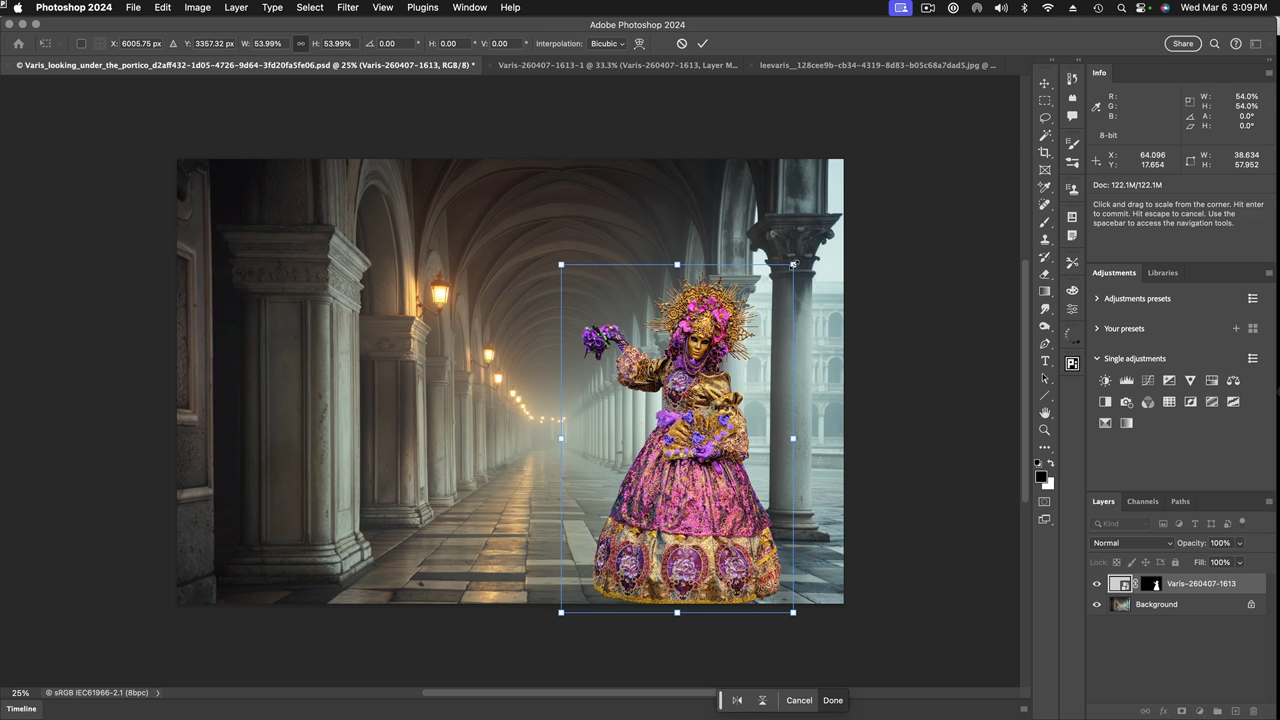 Photoshop 2024 File Edit Image Layer Type Select Filter View Plugins Window Help Wed Mar 6 3:09 PM
Adobe Photoshop 2024
X: 6005.75 px Y: 3357.32 px W: 53.99% H: 53.99% 0.00 ° H: 0.00 ° V: 0.00 ° Interpolation: Bicubic Share
© Varis_looking_under_the_portico_d2aff432-1d05-4726-9d64-3fd20fa5fe06.psd @ 25% (Varis-260407-1613, RGB/8) * Varis-260407-1613-1 @ 33.3% (Varis-260407-1613, Layer M... leevaris__128cee9b-cb34-4319-8d83-b05c68a7dad5.jpg @ ...
Info
R: W: 54.0%
G: H: 54.0%
B: A: 0.0°
H: 0.0°
8-bit
X: 64.096 W: 38.634
Y: 17.654 H: 57.952
Doc: 122.1M/122.1M
Click and drag to scale from the corner. Hit enter
to commit. Hit escape to cancel. Use the
spacebar to access the navigation tools.
Adjustments Libraries
Adjustments presets
Your presets
Single adjustments
Layers Channels Paths
Kind
Normal Opacity: 100%
Lock: Fill: 100%
Varis-260407-1613
Background
25% © sRGB IEC61966-2.1 (8bpc)
Cancel Done
Timeline